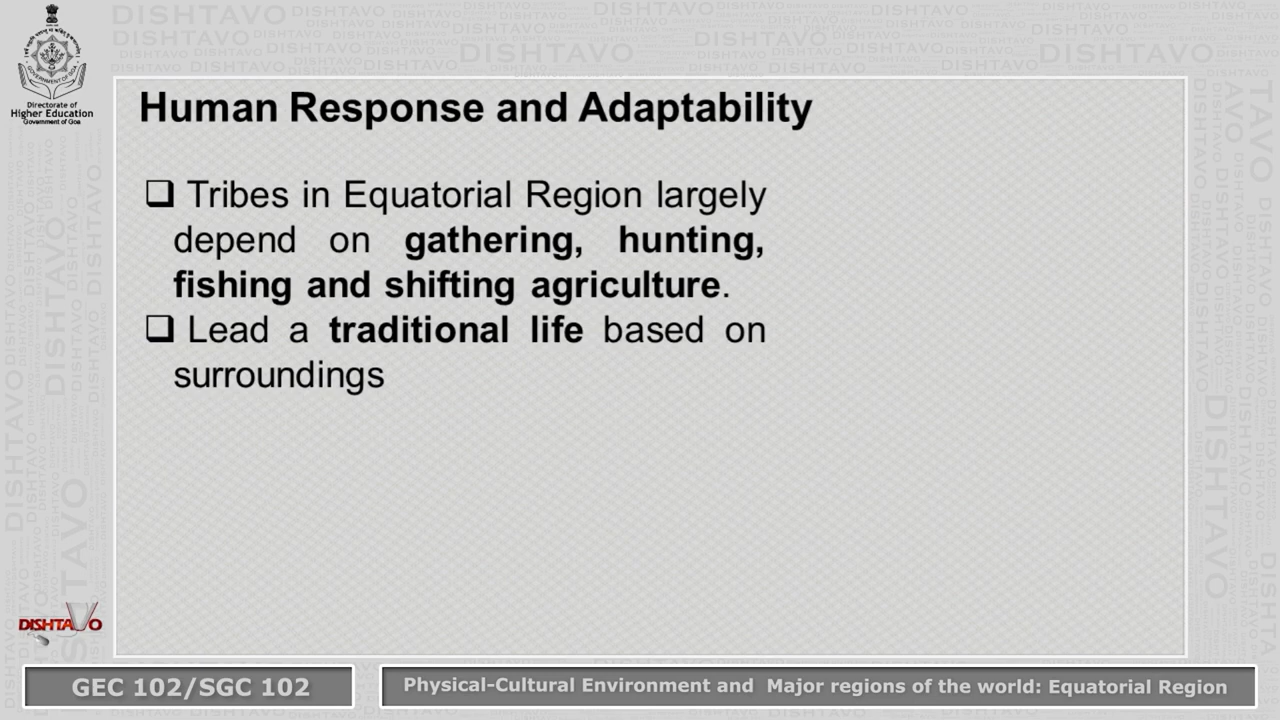 Directorate of
Higher Education
Government of Goa
Human Response and Adaptability
❑ Tribes in Equatorial Region largely
depend on gathering, hunting,
fishing and shifting agriculture.
❑ Lead a traditional life based on
surroundings
DISHTAVO
GEC 102/SGC 102
Physical-Cultural Environment and Major regions of the world: Equatorial Region